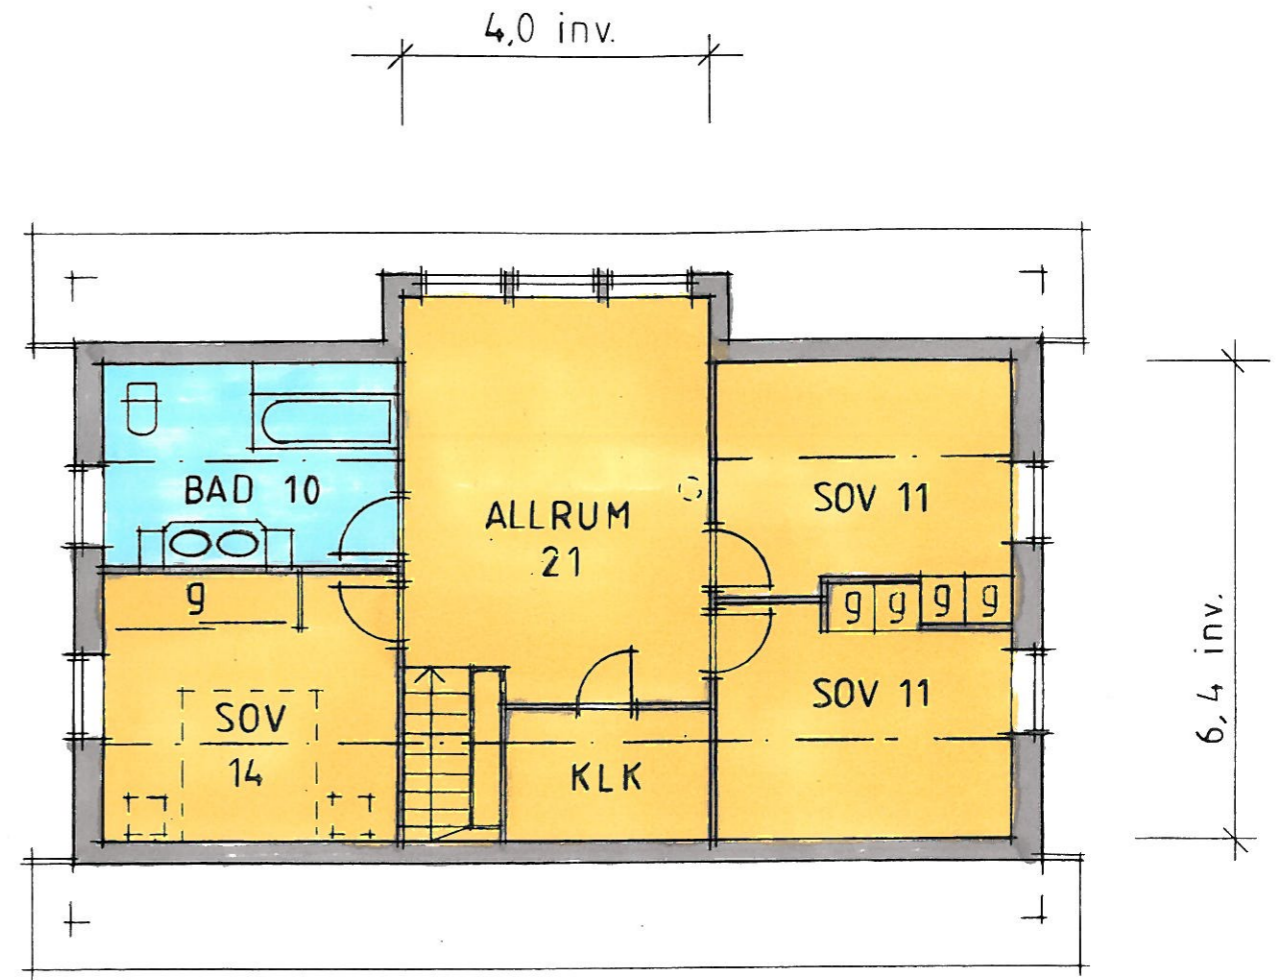 4,0 inv.
BAD 10
ALLRUM
21
SOV 11
g
g g g g
SOV
14
SOV 11
KLK
6,4 inv.